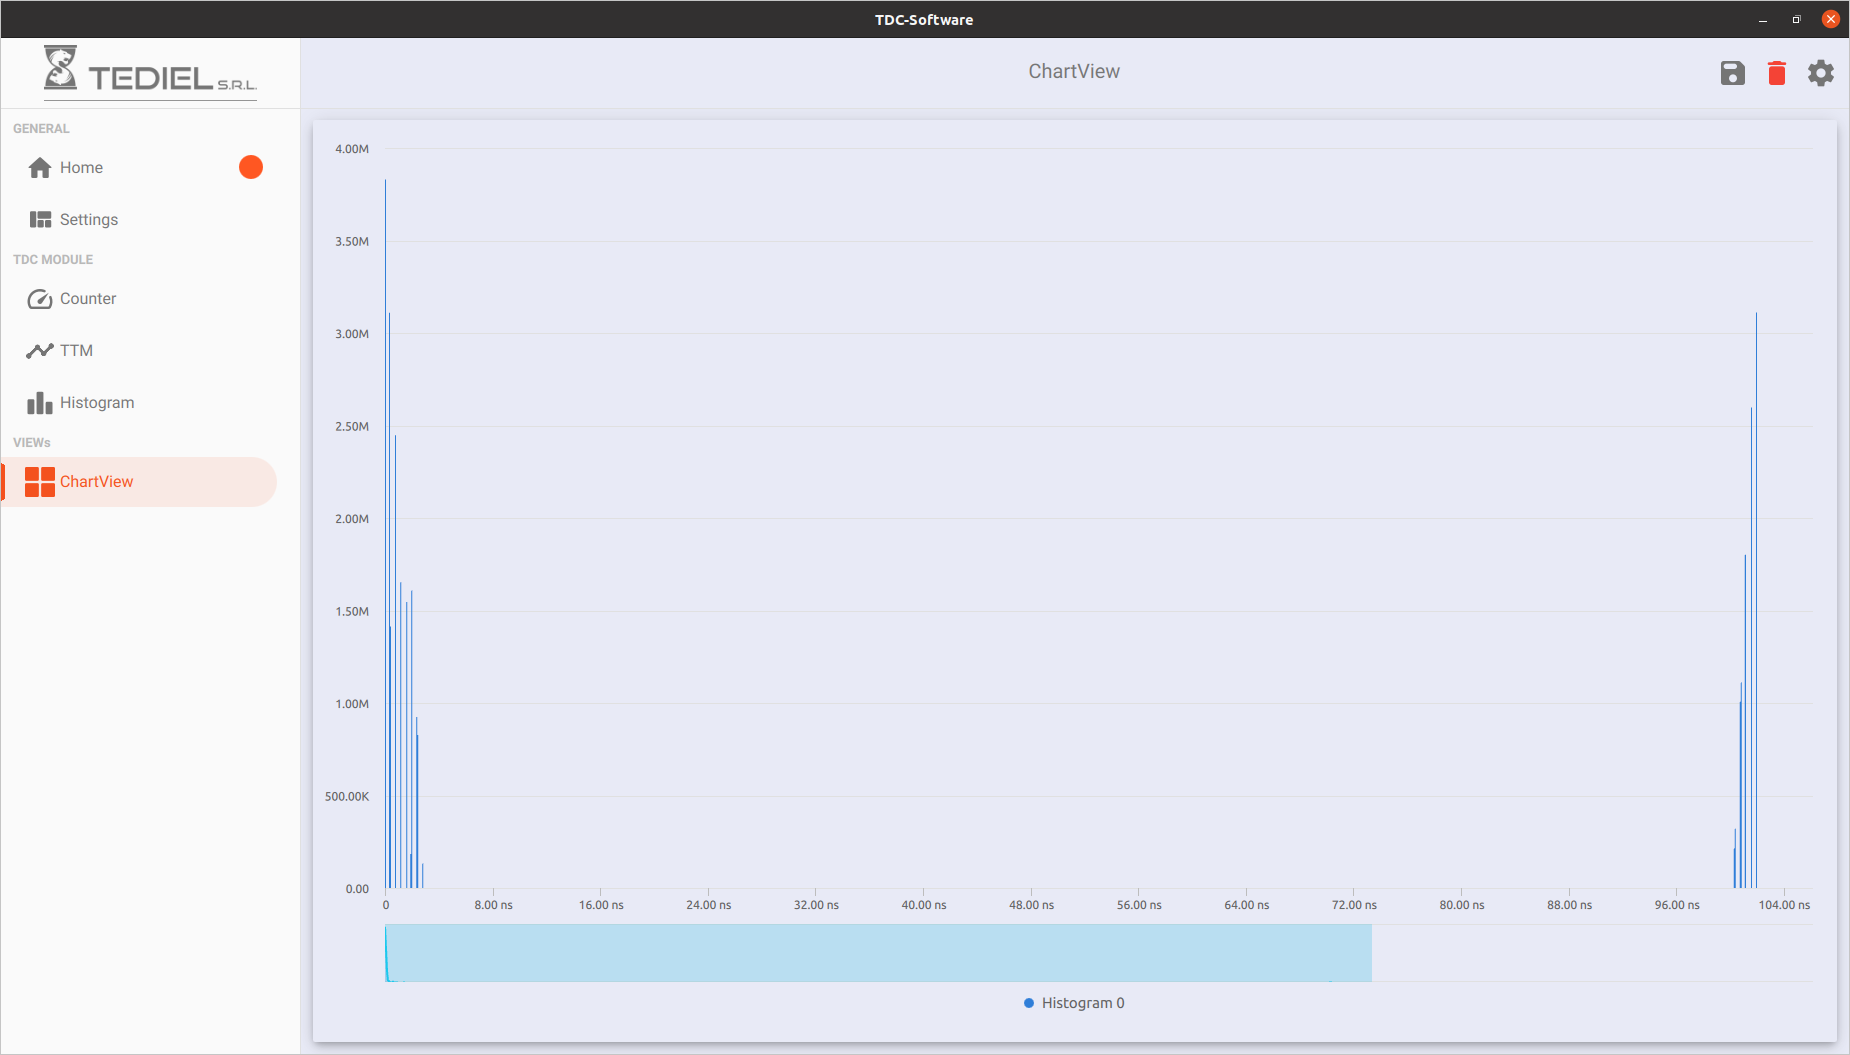 TDC-Software
TEDIEL S.R.L.
ChartView
GENERAL
Home
Settings
TDC MODULE
Counter
TTM
Histogram
VIEWs
ChartView
4.00M
3.50M
3.00M
2.50M
2.00M
1.50M
1.00M
500.00K
0.00
0 8.00 ns 16.00 ns 24.00 ns 32.00 ns 40.00 ns 48.00 ns 56.00 ns 64.00 ns 72.00 ns 80.00 ns 88.00 ns 96.00 ns 104.00 ns
Histogram 0